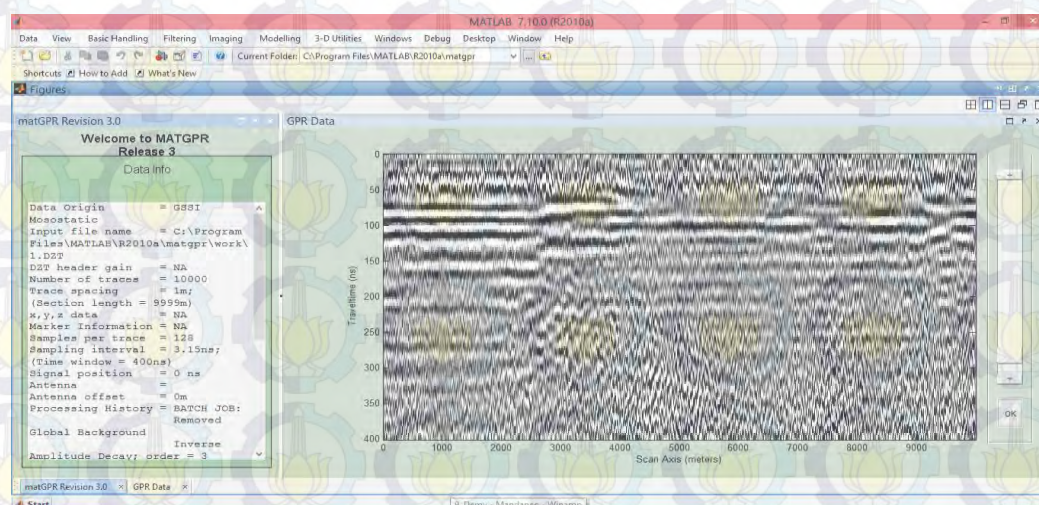 MATLAB 7.10.0 (R2010a)
Data View Basic Handling Filtering Imaging Modelling 3-D Utilities Windows Debug Desktop Window Help
Current Folder: C:\Program Files\MATLAB\R2010a\matgpr
Shortcuts How to Add What's New
Figures
matGPR Revision 3.0
Welcome to MATGPR
Release 3
Data info
Data Origin = GSSI
Mosostatic
Input file name = C:\Program
Files\MATLAB\R2010a\matgpr\work\
1.DZT
DZT header gain = NA
Number of traces = 10000
Trace spacing = 1m;
(Section length = 9999m)
x,y,z data = NA
Marker Information = NA
Samples per trace = 128
Sampling interval = 3.15ns;
(Time window = 400ns)
Signal position = 0 ns
Antenna =
Antenna offset = 0m
Processing History = BATCH JOB:
Removed
Global Background
Inverse
Amplitude Decay; order = 3
GPR Data
Traveltime (ns)
0
50
100
150
200
250
300
350
400
0 1000 2000 3000 4000 5000 6000 7000 8000 9000
Scan Axis (meters)
OK
matGPR Revision 3.0 × GPR Data ×
Start